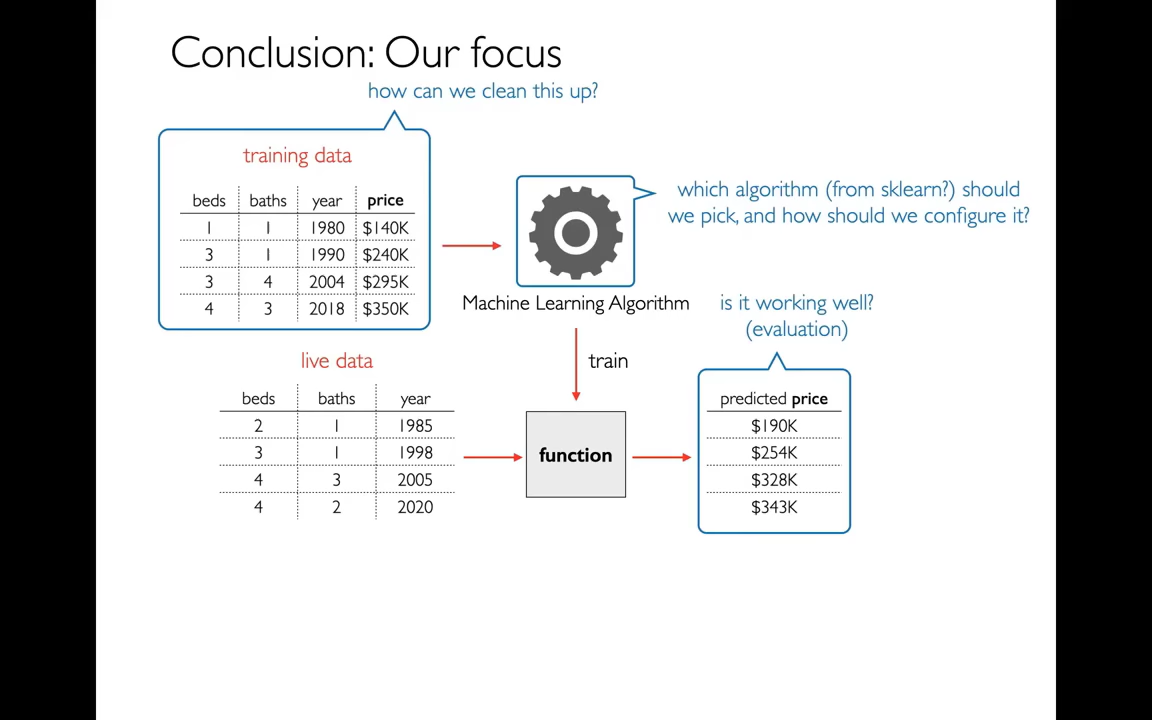 Conclusion: Our focus
how can we clean this up?
training data
beds baths year price
1 1 1980 $140K
3 1 1990 $240K
3 4 2004 $295K
4 3 2018 $350K
which algorithm (from sklearn?) should
we pick, and how should we configure it?
Machine Learning Algorithm
is it working well?
(evaluation)
train
live data
beds baths year
2 1 1985
3 1 1998
4 3 2005
4 2 2020
function
predicted price
$190K
$254K
$328K
$343K